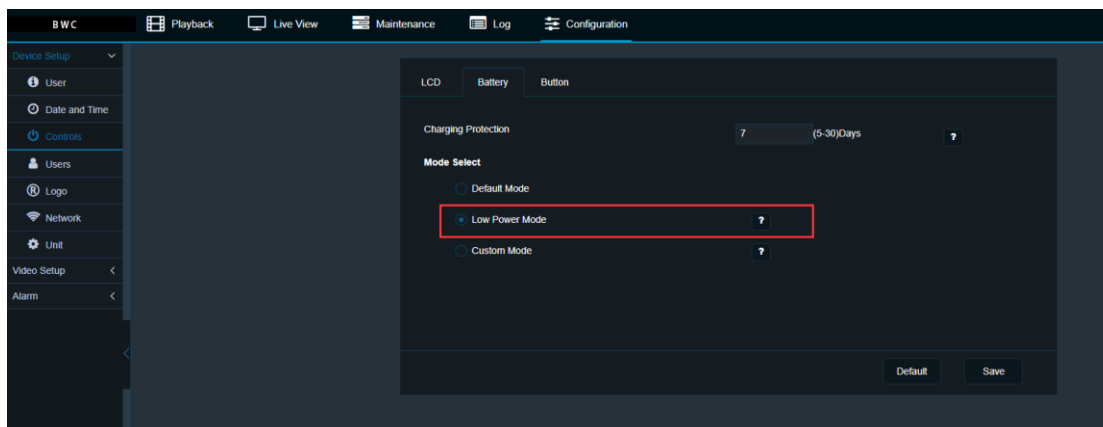 BWC Playback Live View Maintenance Log Configuration
Device Setup
User
Date and Time
Controls
Users
® Logo
Network
Unit
Video Setup
Alarm
LCD Battery Button
Charging Protection 7 (5-30)Days ?
Mode Select
Default Mode
Low Power Mode ?
Custom Mode ?
Default Save